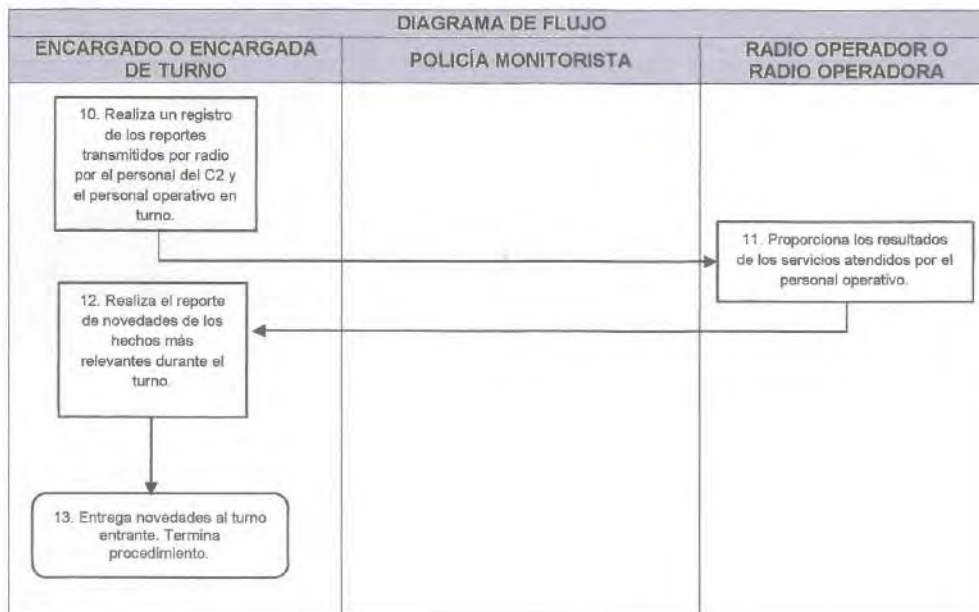 DIAGRAMA DE FLUJO
ENCARGADO O ENCARGADA
DE TURNO
POLICÍA MONITORISTA
RADIO OPERADOR O
RADIO OPERADORA
10. Realiza un registro
de los reportes
transmitidos por radio
por el personal del C2 y
el personal operativo en
turno.
11. Proporciona los resultados
de los servicios atendidos por el
personal operativo.
12. Realiza el reporte
de novedades de los
hechos más
relevantes durante el
turno.
13. Entrega novedades al turno
entrante. Termina
procedimiento.